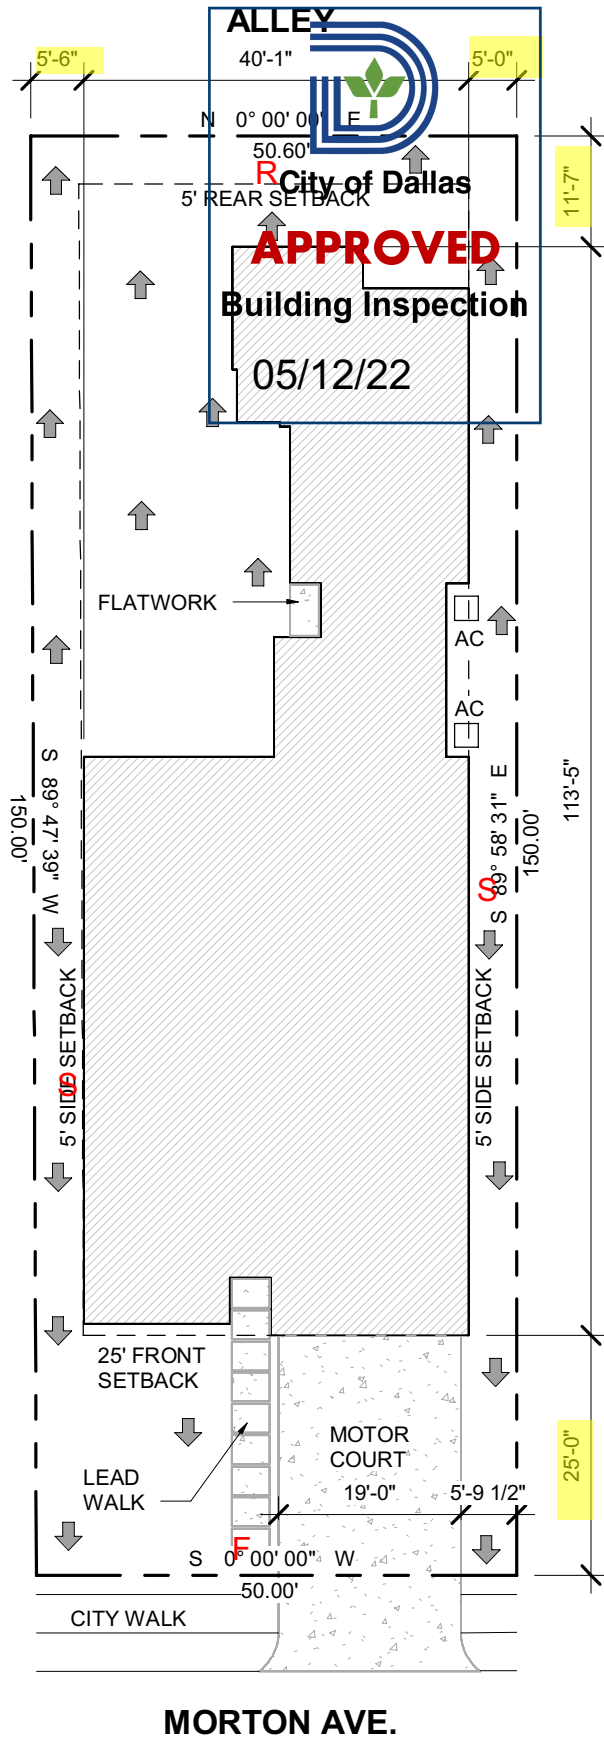 ALLEY
5'-6"
40'-1"
5'-0"
N 0° 00' 00" E
50.60'
R
City of Dallas
5' REAR SETBACK
11'-7"
APPROVED
Building Inspection
05/12/22
FLATWORK
AC
AC
S 89° 47' 39" W
150.00'
S 89° 58' 31" E
150.00'
113'-5"
S
5' SIDE SETBACK
S
5' SIDE SETBACK
25' FRONT
SETBACK
MOTOR
COURT
25'-0"
LEAD
WALK
19'-0"
5'-9 1/2"
F
S 0° 00' 00" W
50.00'
CITY WALK
MORTON AVE.